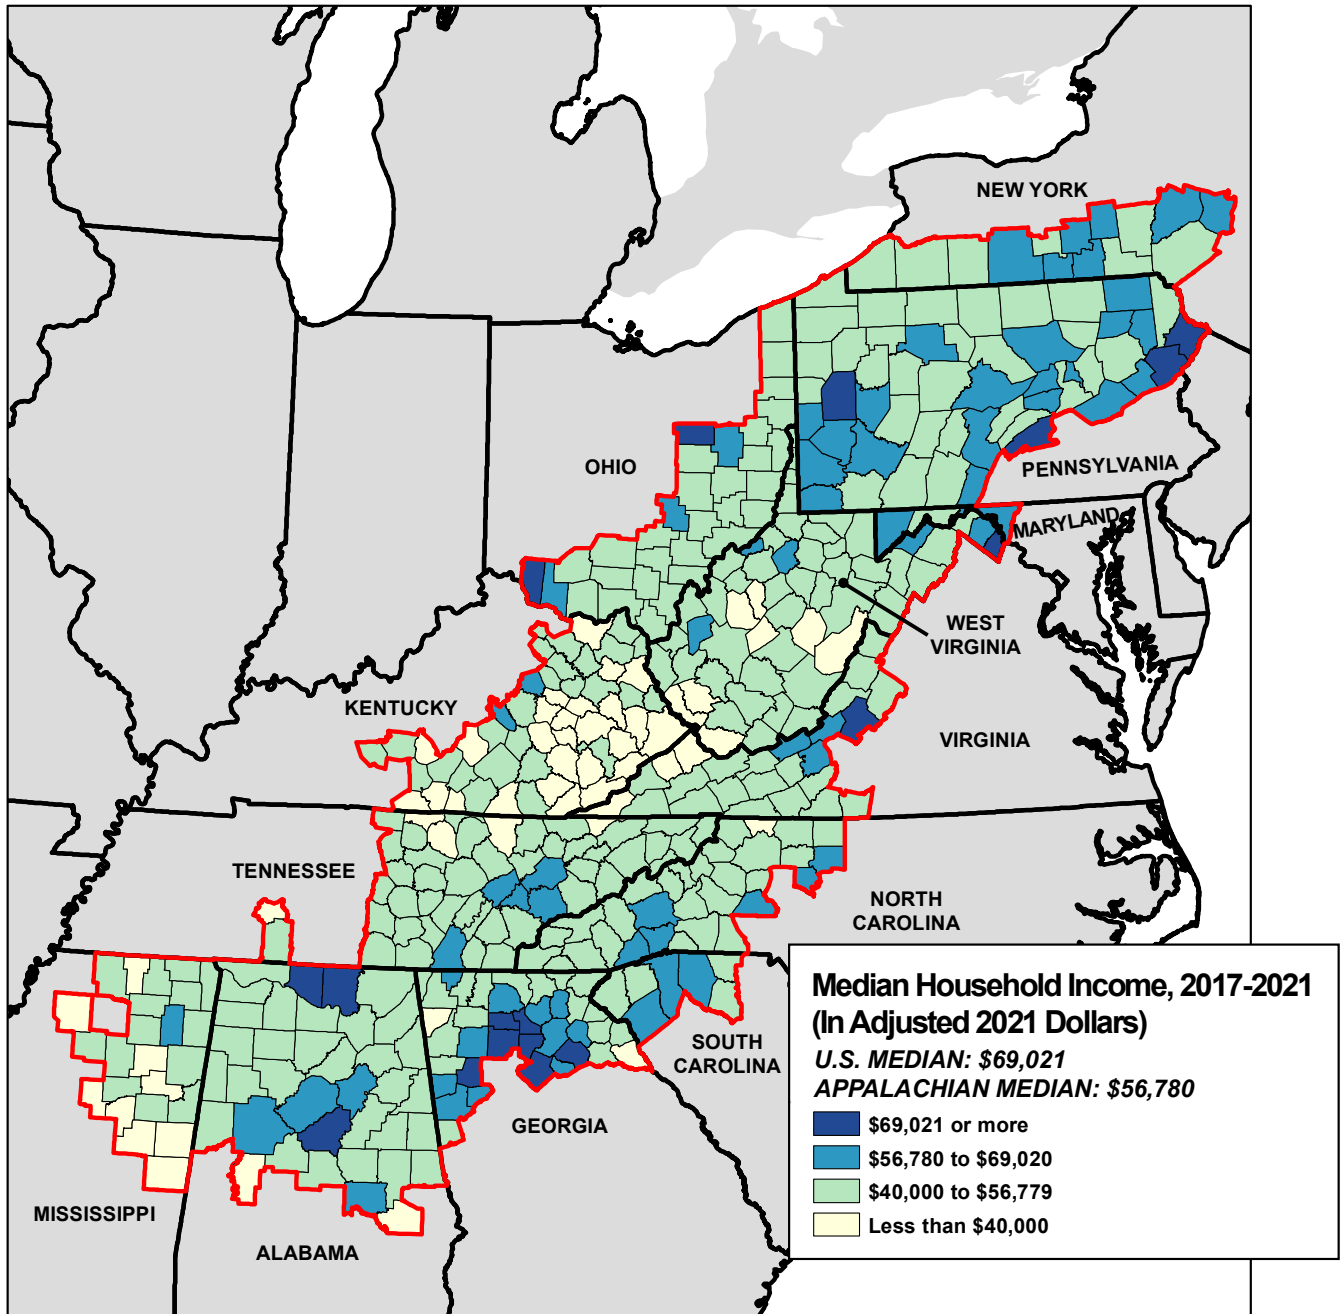 NEW YORK
OHIO
PENNSYLVANIA
MARYLAND
WEST
VIRGINIA
KENTUCKY
VIRGINIA
TENNESSEE
NORTH
CAROLINA
SOUTH
CAROLINA
GEORGIA
MISSISSIPPI
ALABAMA
Median Household Income, 2017-2021
(In Adjusted 2021 Dollars)
U.S. MEDIAN: $69,021
APPALACHIAN MEDIAN: $56,780
$69,021 or more
$56,780 to $69,020
$40,000 to $56,779
Less than $40,000